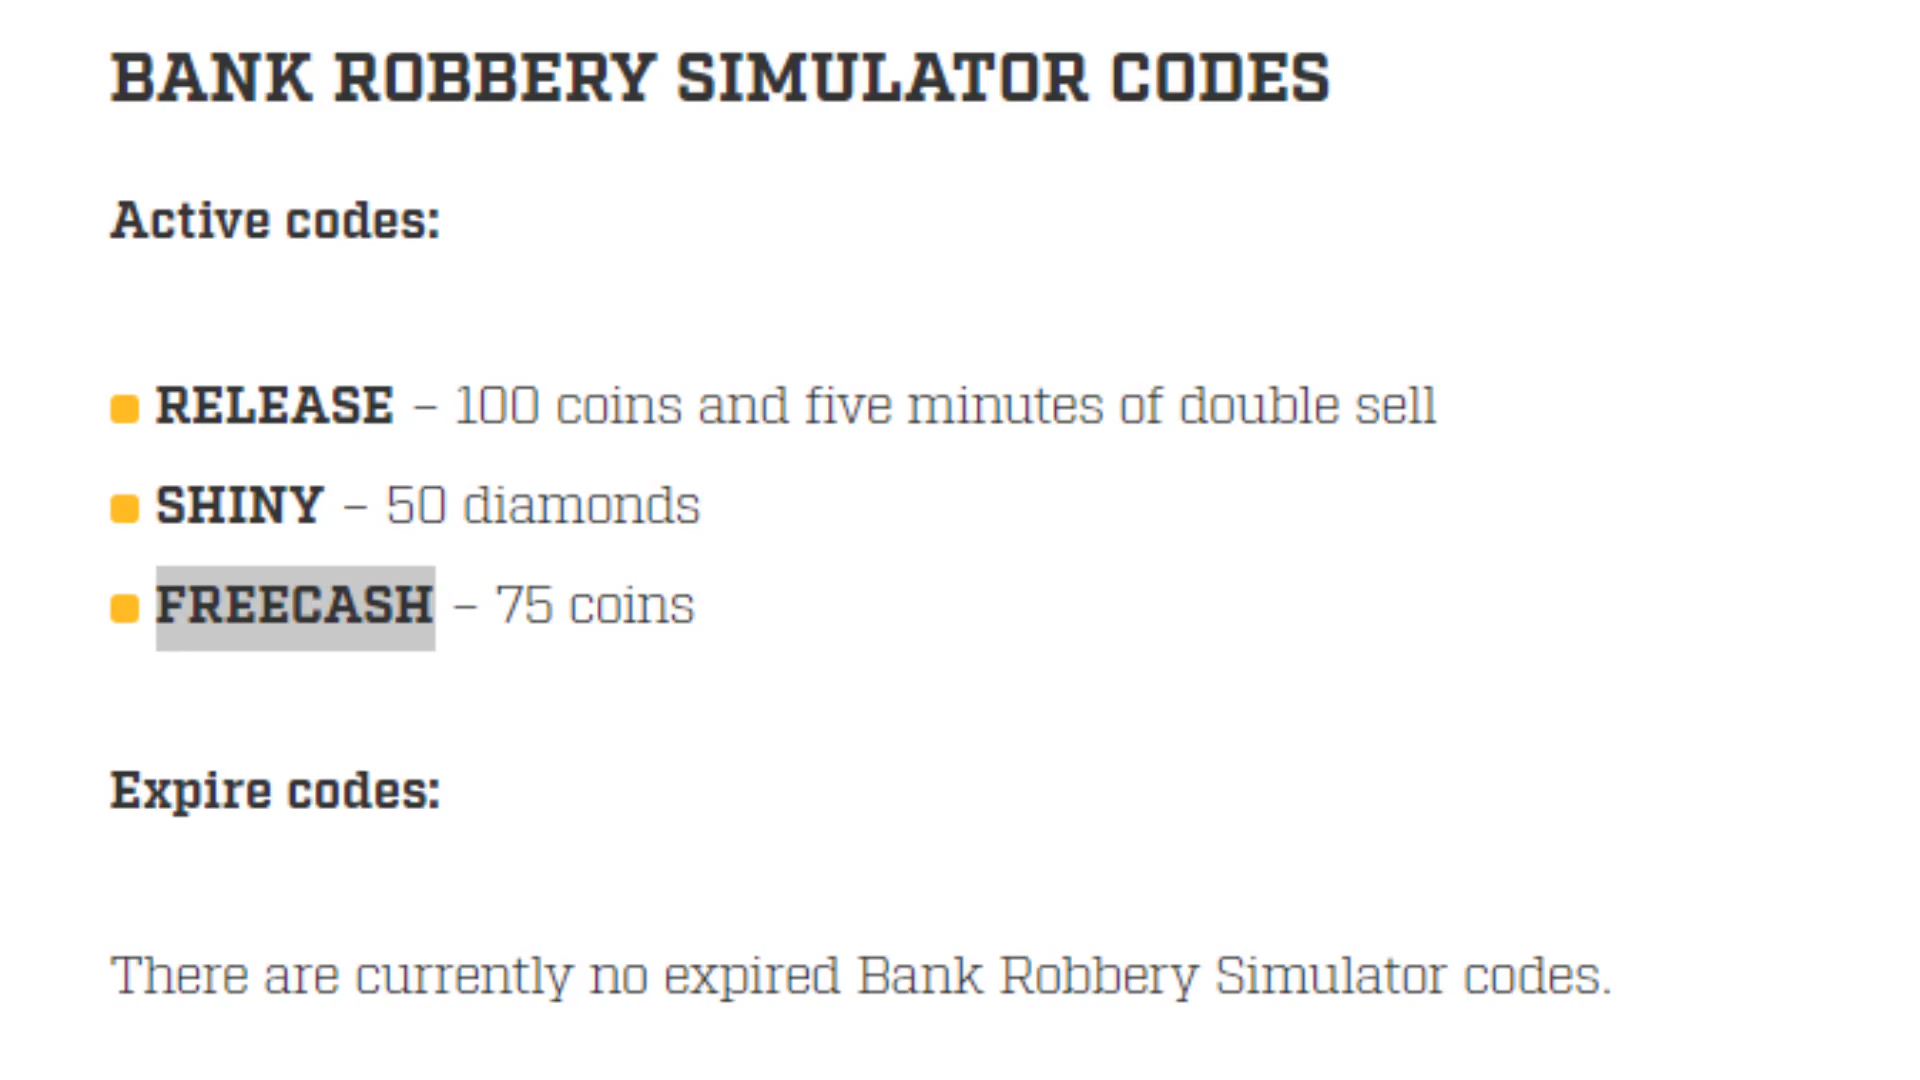 BANK ROBBERY SIMULATOR CODES
Active codes:
RELEASE – 100 coins and five minutes of double sell
SHINY – 50 diamonds
FREECASH – 75 coins
Expire codes:
There are currently no expired Bank Robbery Simulator codes.